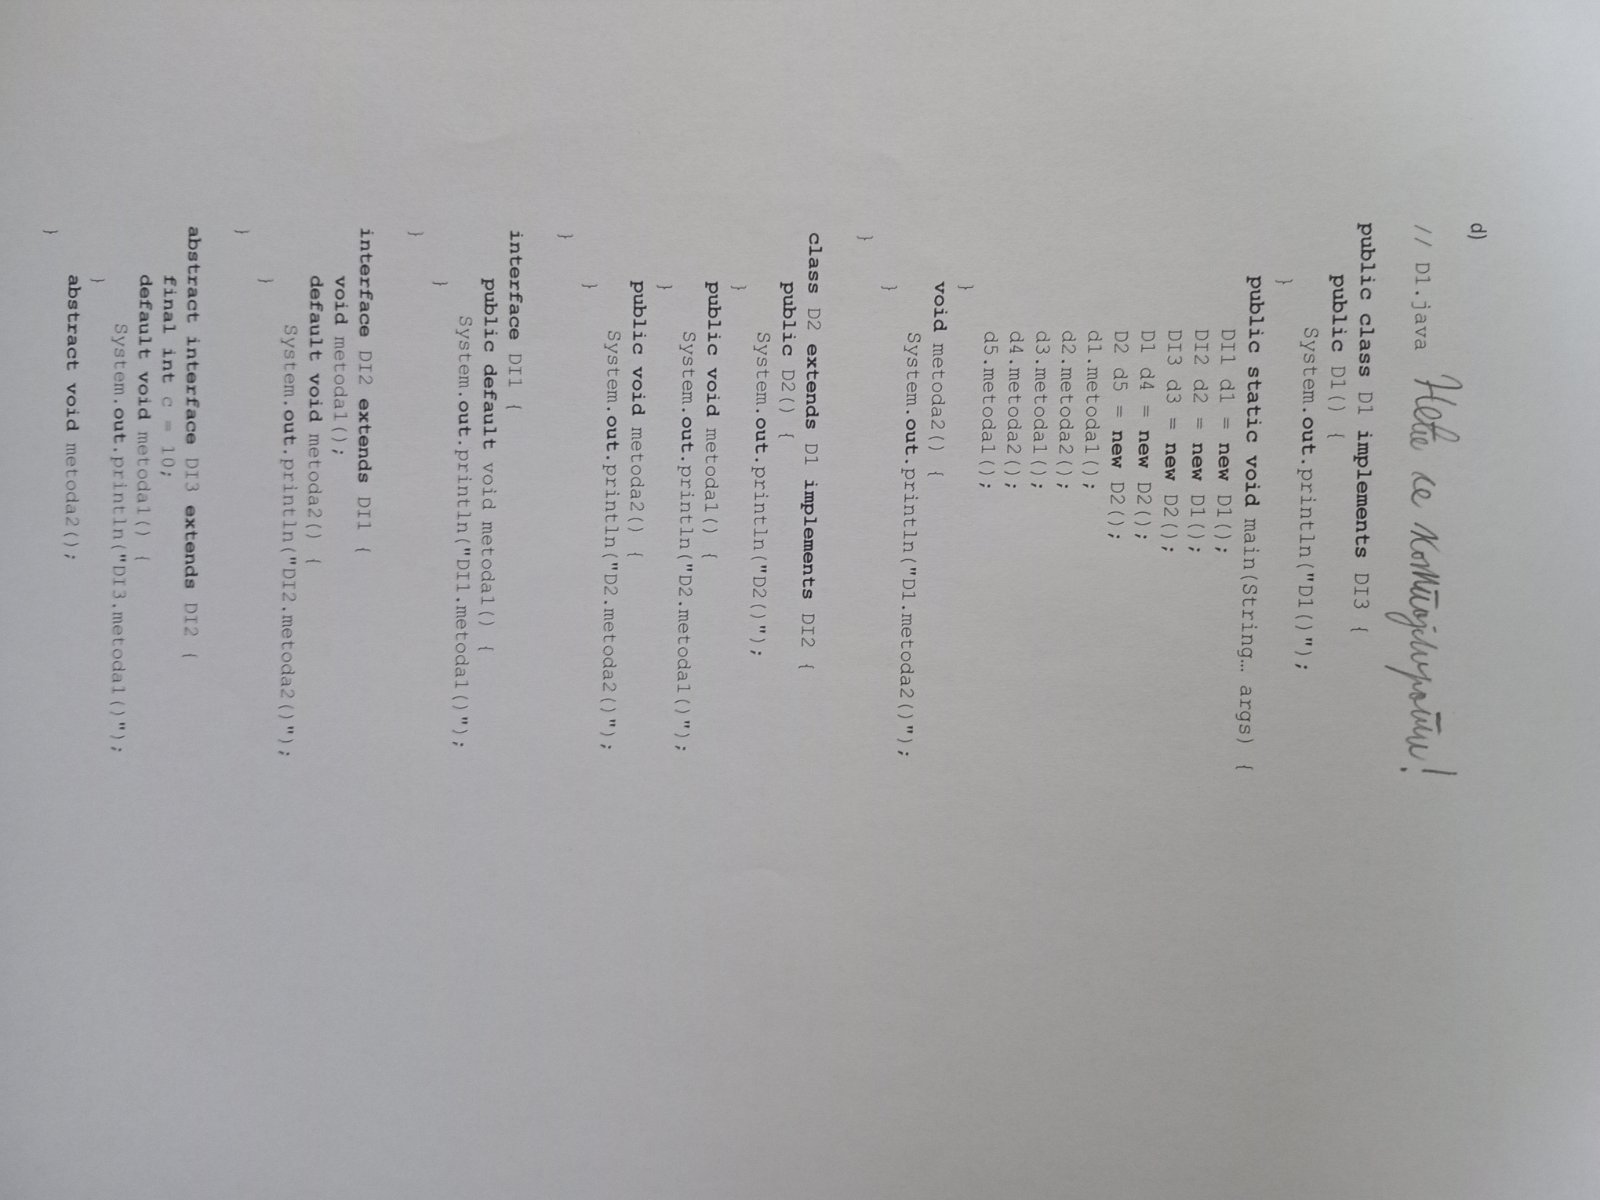 d)
// D1.java Неће се компајлирати!
public class D1 implements DI3 {
public D1() {
System.out.println("D1()");
}
public static void main(String… args) {
DI1 d1 = new D1();
DI2 d2 = new D1();
DI3 d3 = new D2();
D1 d4 = new D2();
D2 d5 = new D2();
d1.metoda1();
d2.metoda2();
d3.metoda1();
d4.metoda2();
d5.metoda1();
}
void metoda2() {
System.out.println("D1.metoda2()");
}
}
class D2 extends D1 implements DI2 {
public D2() {
System.out.println("D2()");
}
public void metoda1() {
System.out.println("D2.metoda1()");
}
public void metoda2() {
System.out.println("D2.metoda2()");
}
}
interface DI1 {
public default void metoda1() {
System.out.println("DI1.metoda1()");
}
}
interface DI2 extends DI1 {
void metoda1();
default void metoda2() {
System.out.println("DI2.metoda2()");
}
}
abstract interface DI3 extends DI2 {
final int c = 10;
default void metoda1() {
System.out.println("DI3.metoda1()");
}
abstract void metoda2();
}